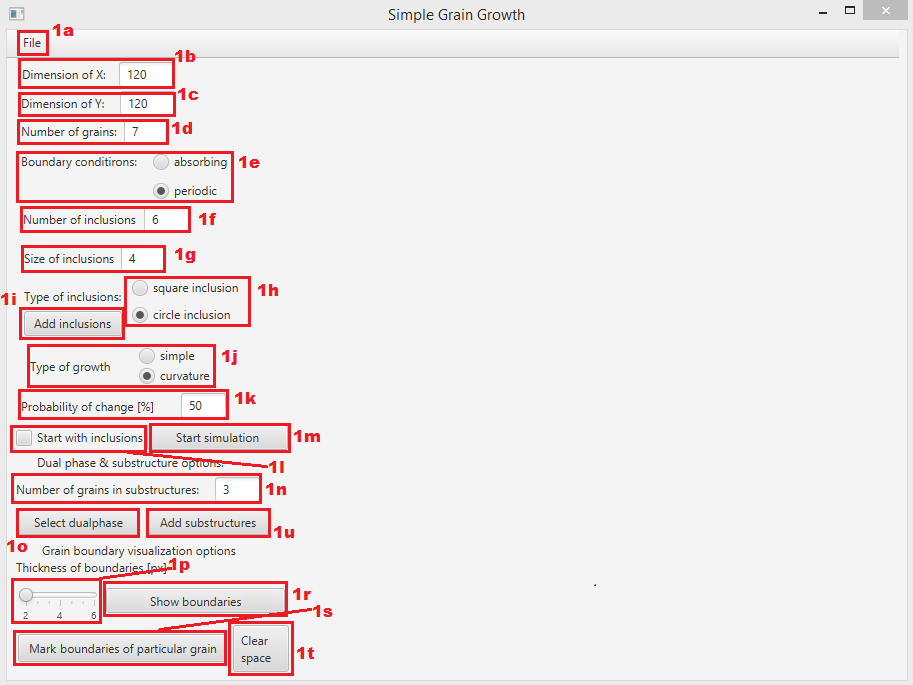 Simple Grain Growth
File 1a
1b
Dimension of X: 120
Dimension of Y: 120 1c
Number of grains: 7 1d
Boundary conditirons: absorbing 1e
periodic
Number of inclusions 6 1f
Size of inclusions 4 1g
square inclusion 1h
1i Type of inclusions:
circle inclusion
Add inclusions
simple 1j
Type of growth
curvature
Probability of change [%] 50 1k
Start with inclusions Start simulation 1m
Dual phase & substructure options: 1l
Number of grains in substructures: 3 1n
Select dualphase Add substructures 1u
1o Grain boundary visualization options
Thickness of boundaries [px] 1p
2 4 6 Show boundaries 1r
1s
Mark boundaries of particular grain Clear space 1t